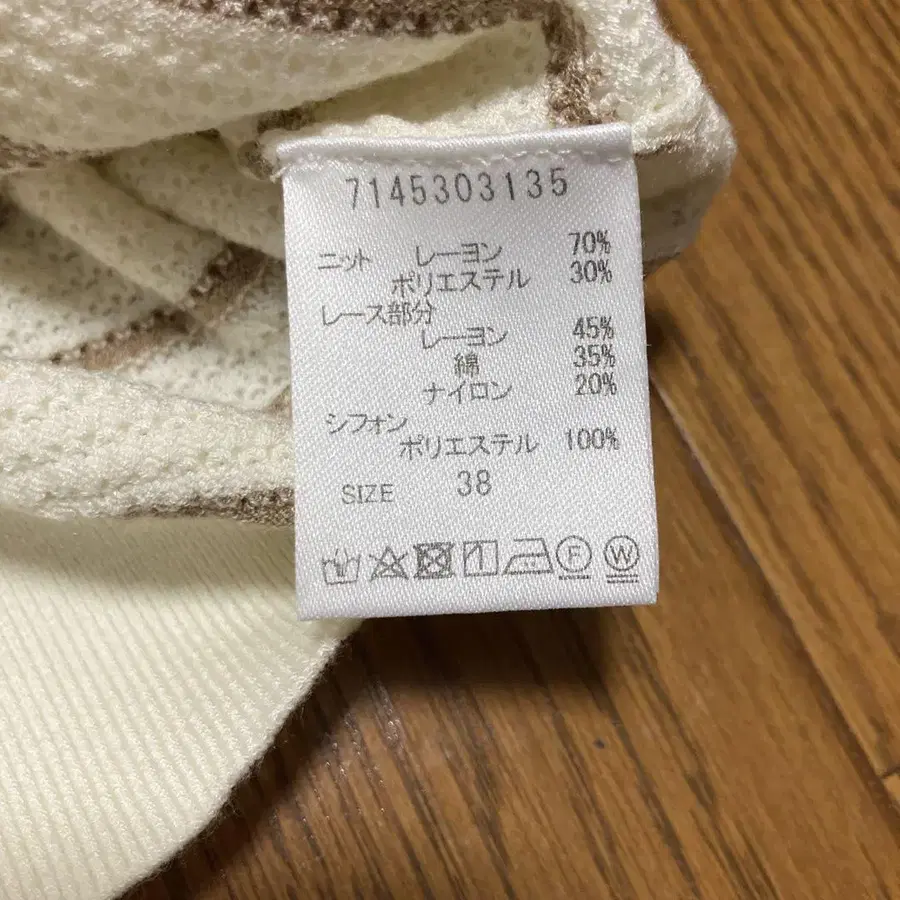 7145303135
ニット レーヨン 70%
ポリエステル 30%
レース部分
レーヨン 45%
綿 35%
ナイロン 20%
シフォン
ポリエステル 100%
SIZE 38
F W